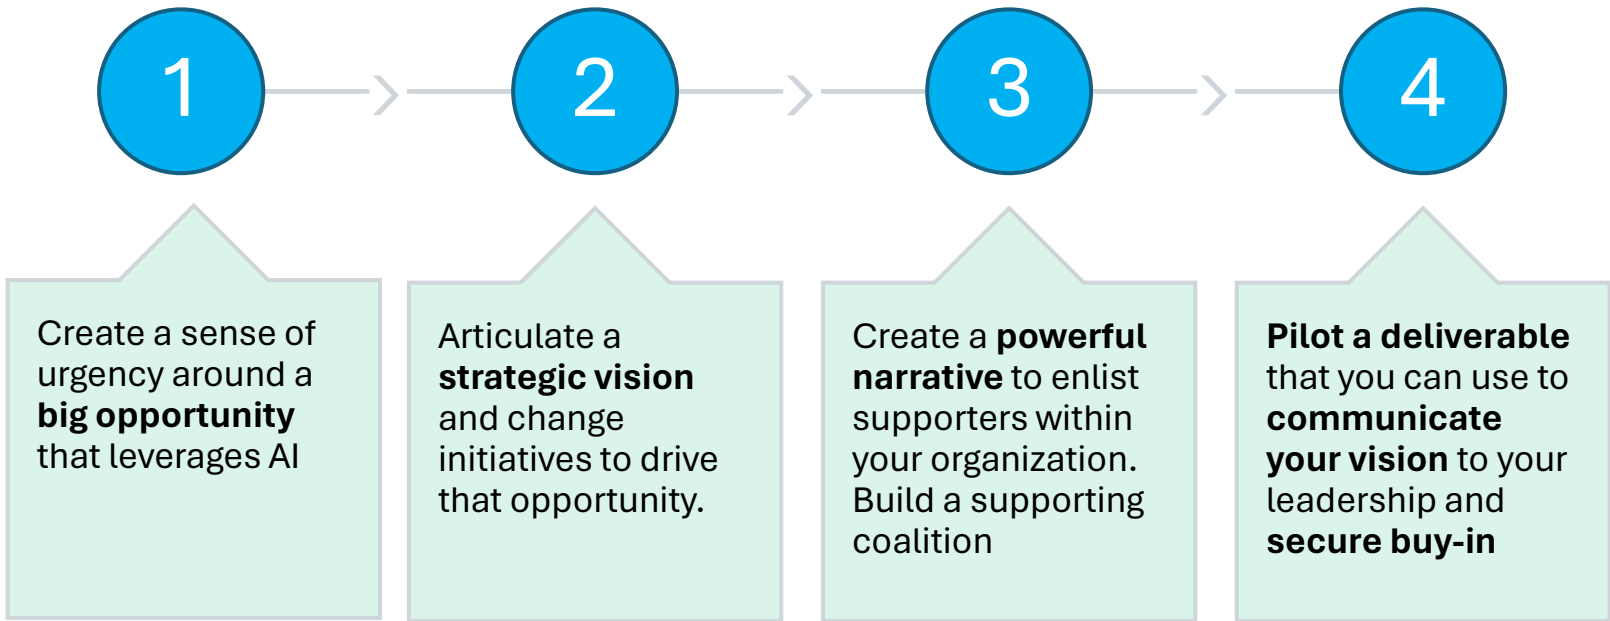 1
2
3
4
Create a sense of
urgency around a
big opportunity
that leverages AI
Articulate a
strategic vision
and change
initiatives to drive
that opportunity.
Create a powerful
narrative to enlist
supporters within
your organization.
Build a supporting
coalition
Pilot a deliverable
that you can use to
communicate
your vision to your
leadership and
secure buy-in